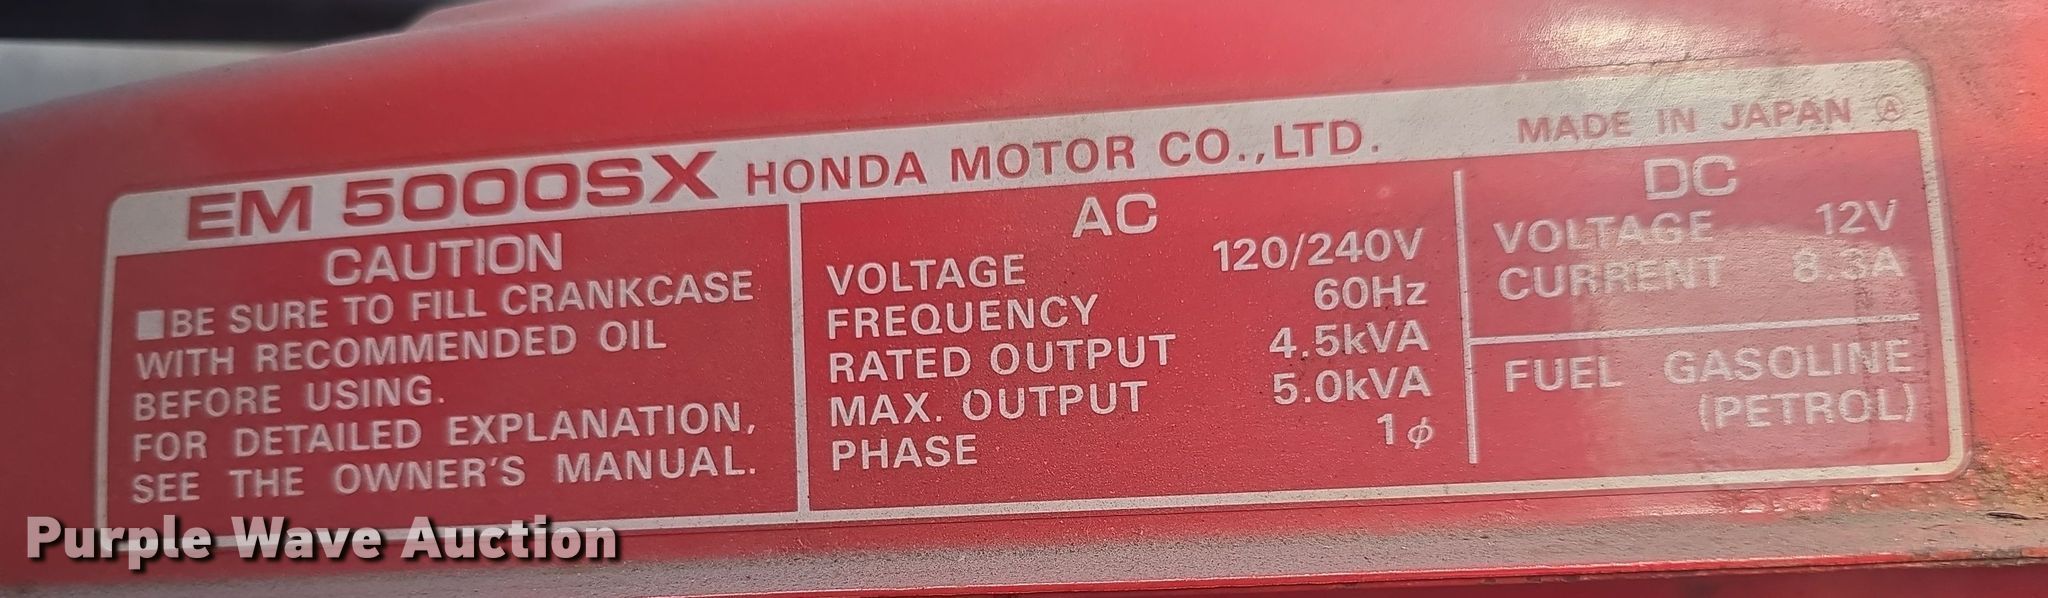 EM 5000SX HONDA MOTOR CO.,LTD. MADE IN JAPAN Ⓐ
CAUTION
■BE SURE TO FILL CRANKCASE
WITH RECOMMENDED OIL
BEFORE USING.
FOR DETAILED EXPLANATION,
SEE THE OWNER'S MANUAL.
AC
VOLTAGE 120/240V
FREQUENCY 60Hz
RATED OUTPUT 4.5kVA
MAX. OUTPUT 5.0kVA
PHASE 1ϕ
DC
VOLTAGE 12V
CURRENT 8.3A
FUEL GASOLINE
(PETROL)
Purple Wave Auction